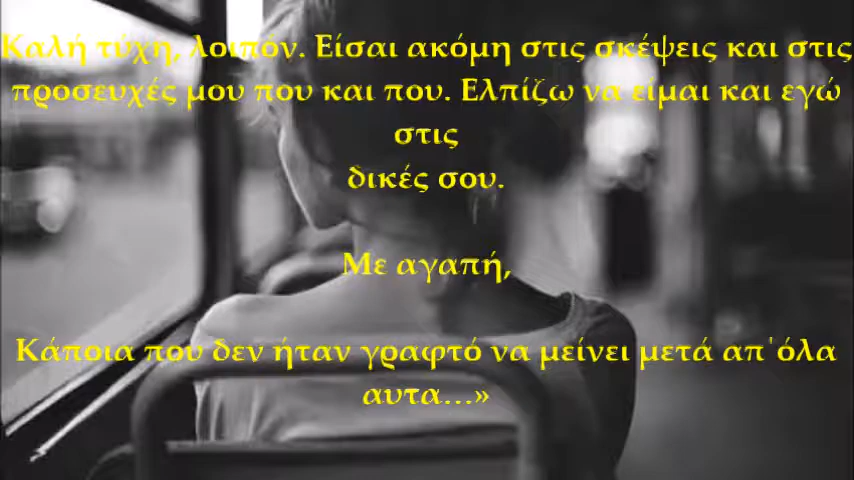 Καλή τύχη, λοιπόν. Είσαι ακόμη στις σκέψεις και στις
προσευχές μου που και που. Ελπίζω να είμαι και εγώ
στις
δικές σου.
Με αγαπή,
Κάποια που δεν ήταν γραφτό να μείνει μετά απ΄όλα
αυτα…»